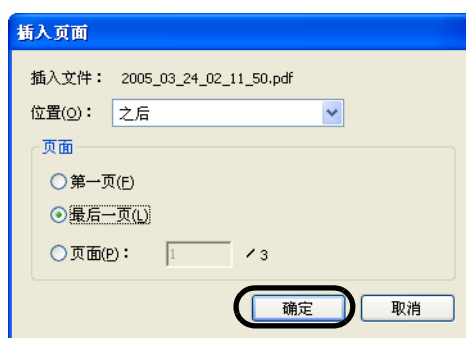 插入页面
插入文件： 2005_03_24_02_11_50.pdf
位置(O)： 之后
页面
第一页(F)
最后一页(L)
页面(P)： 1 / 3
确定 取消